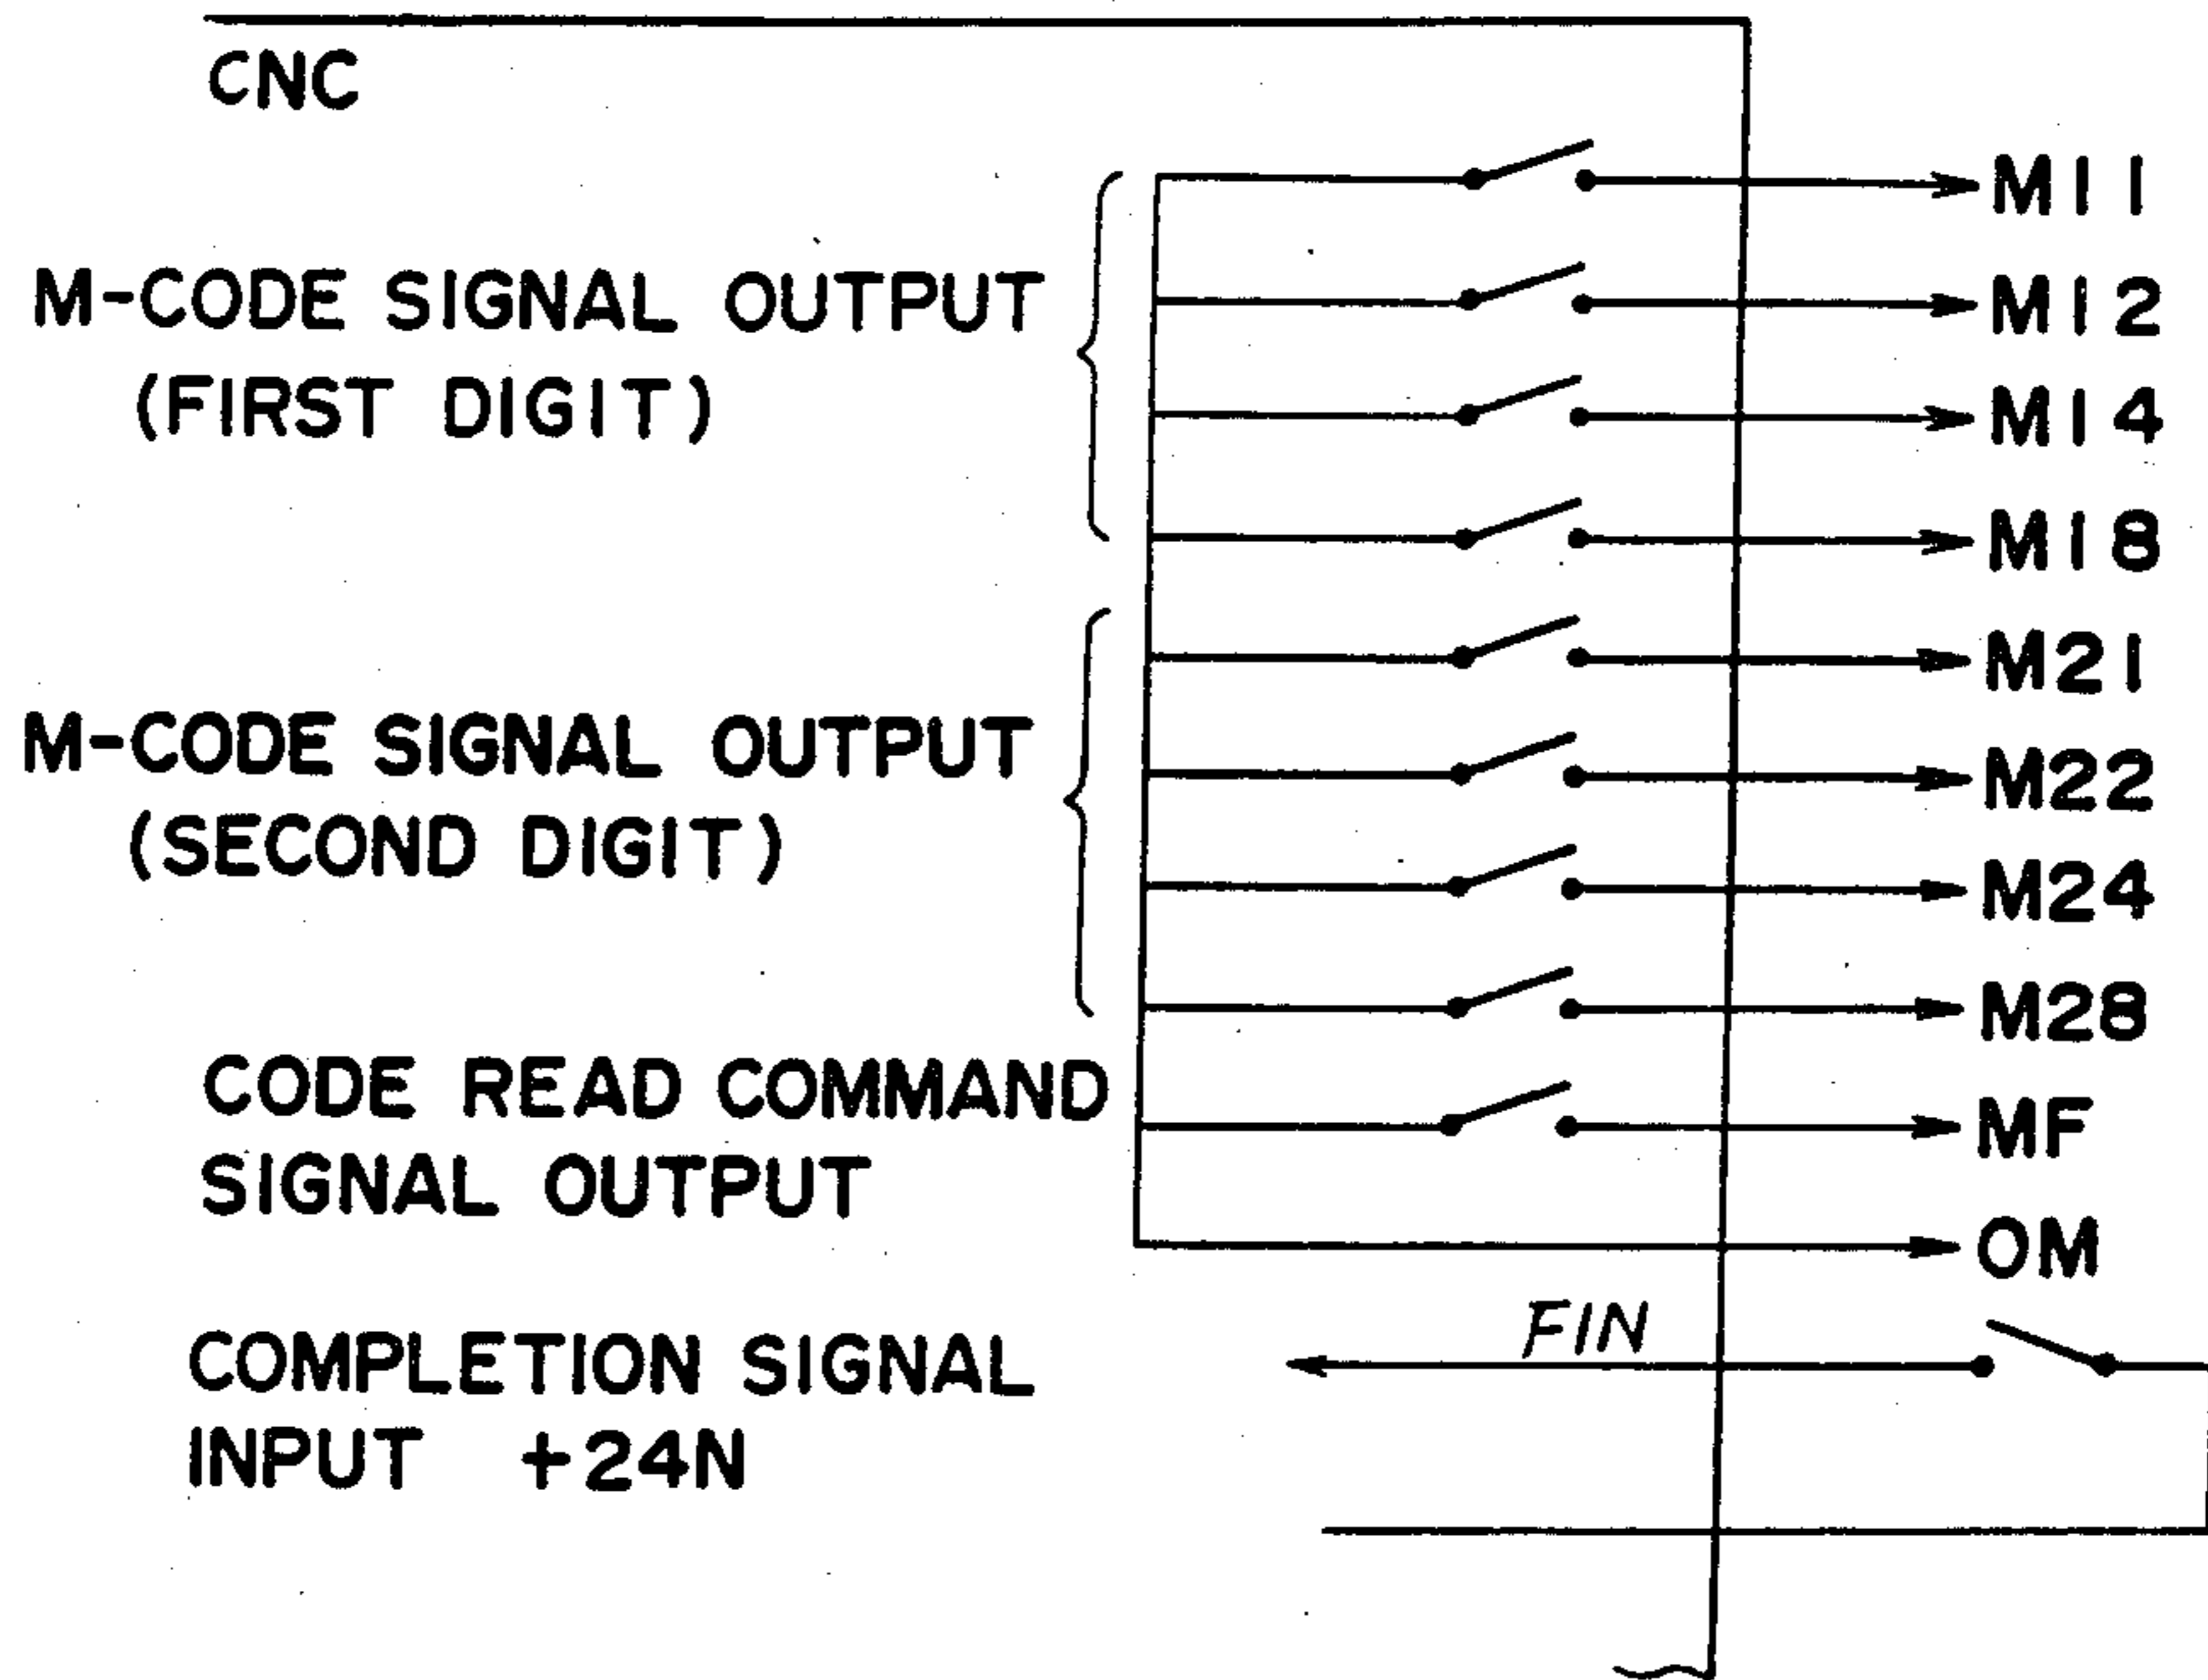 CNC
M-CODE SIGNAL OUTPUT
(FIRST DIGIT)
M11
M12
M14
M18
M-CODE SIGNAL OUTPUT
(SECOND DIGIT)
M21
M22
M24
M28
CODE READ COMMAND
SIGNAL OUTPUT
MF
OM
FIN
COMPLETION SIGNAL
INPUT +24N